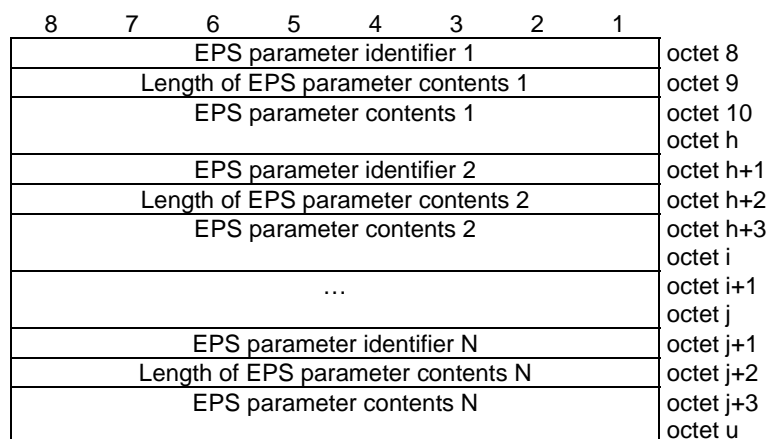 8 7 6 5 4 3 2 1
EPS parameter identifier 1 octet 8
Length of EPS parameter contents 1 octet 9
EPS parameter contents 1 octet 10
octet h
EPS parameter identifier 2 octet h+1
Length of EPS parameter contents 2 octet h+2
EPS parameter contents 2 octet h+3
octet i
… octet i+1
octet j
EPS parameter identifier N octet j+1
Length of EPS parameter contents N octet j+2
EPS parameter contents N octet j+3
octet u